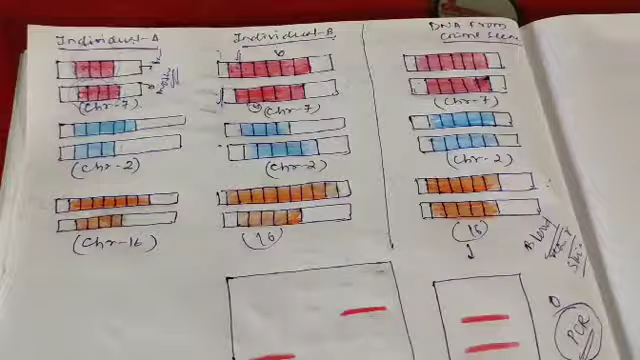 Individual-A
Individual-B
DNA from
Crime Scene
(Chr-7)
(Chr-7)
(Chr-7)
(Chr-2)
(Chr-2)
(Chr-2)
(Chr-16)
(16)
(16)
Blood
PCR